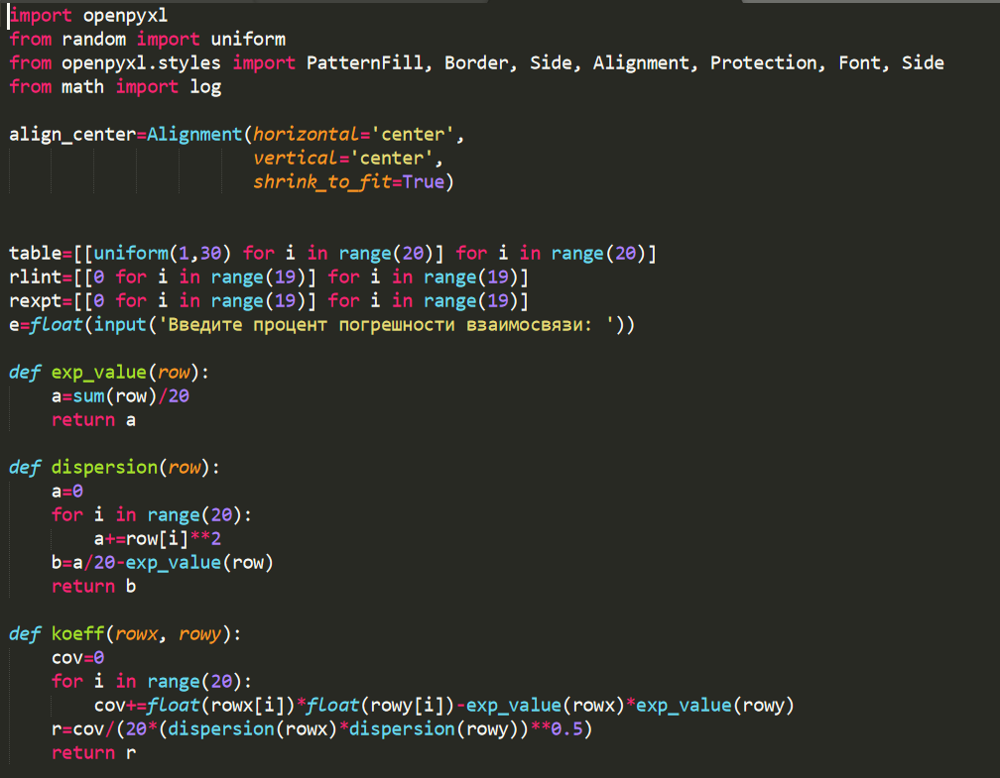 import openpyxl
from random import uniform
from openpyxl.styles import PatternFill, Border, Side, Alignment, Protection, Font, Side
from math import log
align_center=Alignment(horizontal='center',
vertical='center',
shrink_to_fit=True)
table=[[uniform(1,30) for i in range(20)] for i in range(20)]
rlint=[[0 for i in range(19)] for i in range(19)]
rexpt=[[0 for i in range(19)] for i in range(19)]
e=float(input('Введите процент погрешности взаимосвязи: '))
def exp_value(row):
    a=sum(row)/20
    return a
def dispersion(row):
    a=0
    for i in range(20):
        a+=row[i]**2
    b=a/20-exp_value(row)
    return b
def koeff(rowx, rowy):
    cov=0
    for i in range(20):
        cov+=float(rowx[i])*float(rowy[i])-exp_value(rowx)*exp_value(rowy)
    r=cov/(20*(dispersion(rowx)*dispersion(rowy))**0.5)
    return r